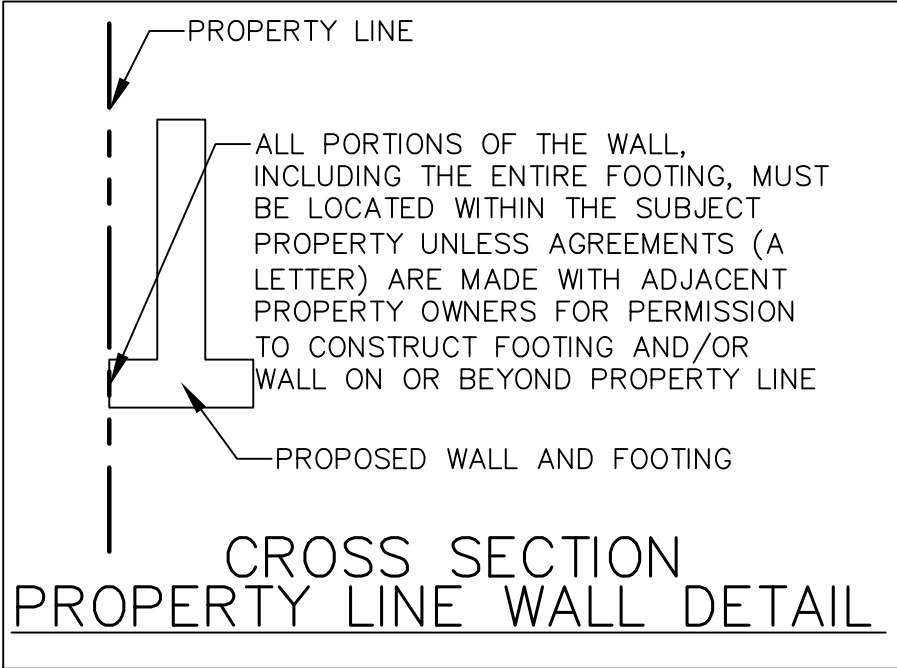 PROPERTY LINE
ALL PORTIONS OF THE WALL,
INCLUDING THE ENTIRE FOOTING, MUST
BE LOCATED WITHIN THE SUBJECT
PROPERTY UNLESS AGREEMENTS (A
LETTER) ARE MADE WITH ADJACENT
PROPERTY OWNERS FOR PERMISSION
TO CONSTRUCT FOOTING AND/OR
WALL ON OR BEYOND PROPERTY LINE
PROPOSED WALL AND FOOTING
CROSS SECTION
PROPERTY LINE WALL DETAIL